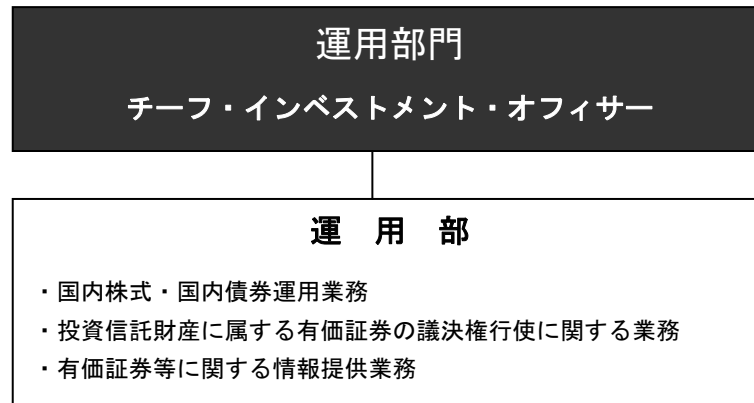 運用部門
チーフ・インベストメント・オフィサー
運　用　部
・国内株式・国内債券運用業務
・投資信託財産に属する有価証券の議決権行使に関する業務
・有価証券等に関する情報提供業務